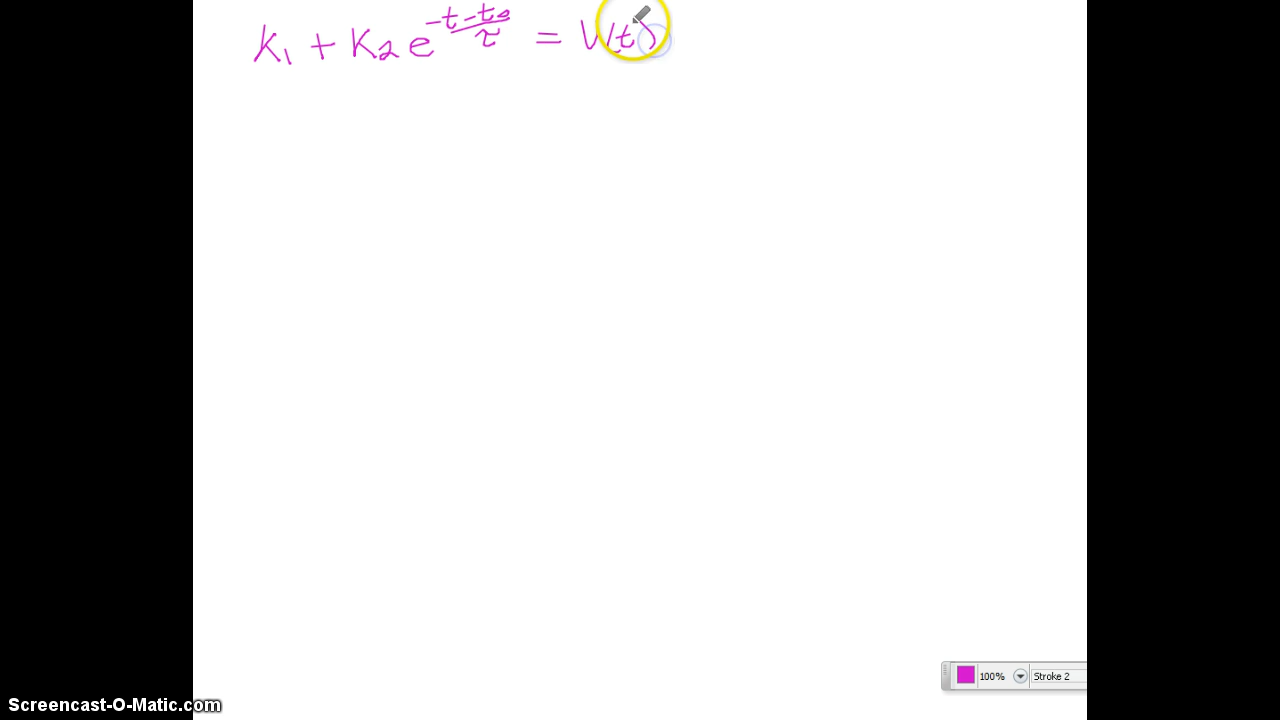 K₁ + K₂ e^(-(t-t₀)/τ) = V(t)
100%
Stroke 2
Screencast-O-Matic.com